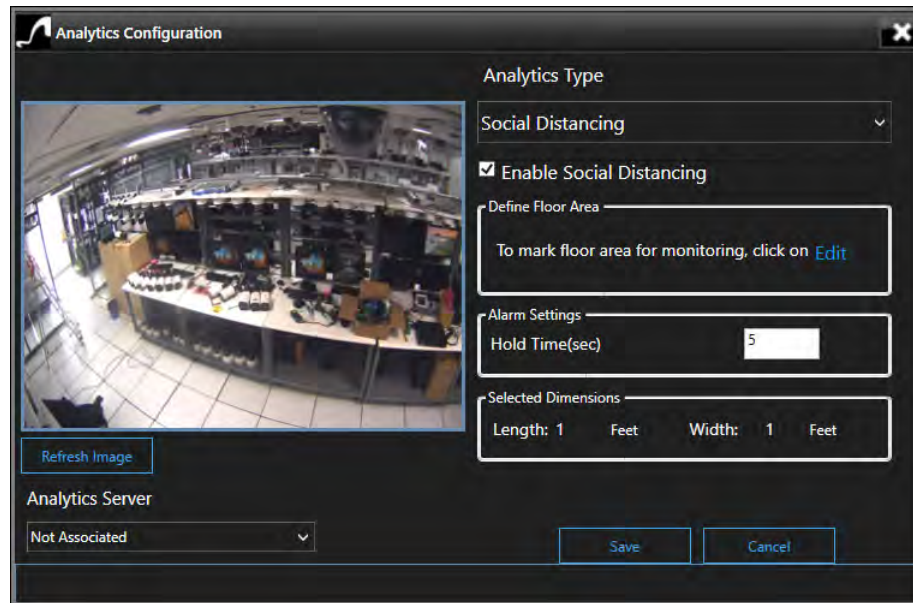 Analytics Configuration
Analytics Type
Social Distancing
Enable Social Distancing
Define Floor Area
To mark floor area for monitoring, click on Edit
Alarm Settings
Hold Time(sec) 5
Selected Dimensions
Length: 1 Feet Width: 1 Feet
Refresh Image
Analytics Server
Not Associated
Save Cancel